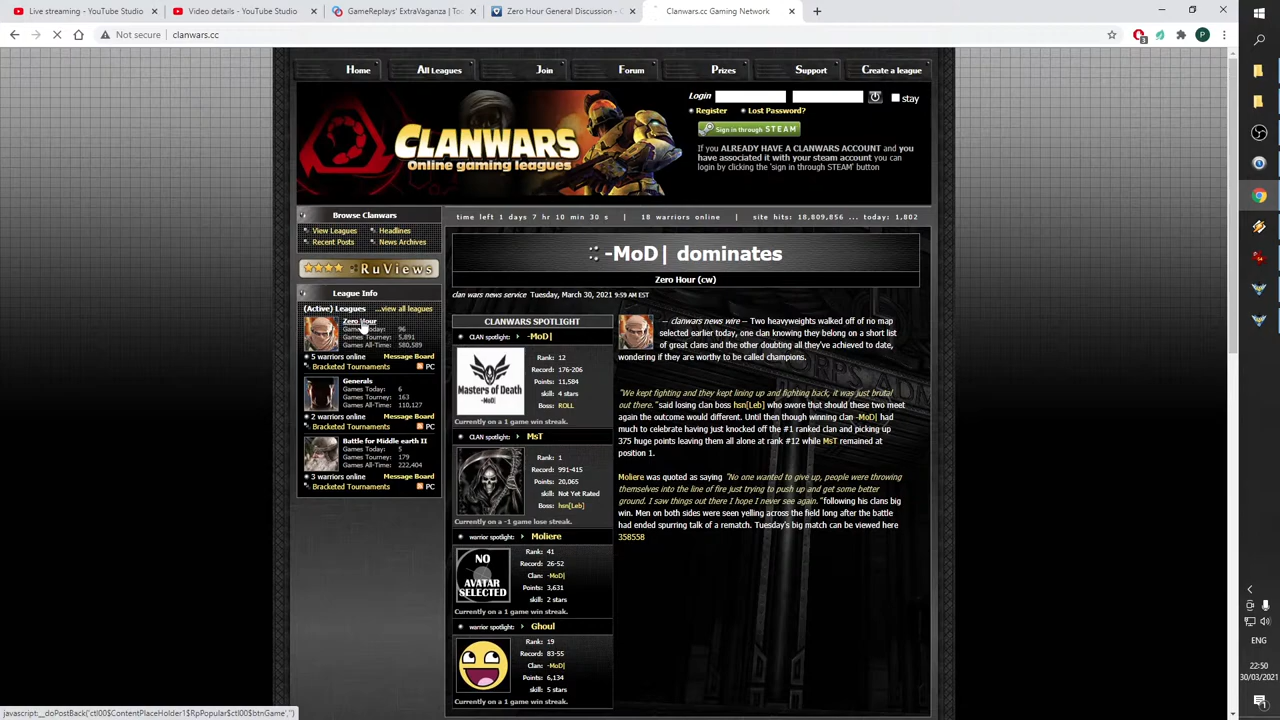 Live streaming - YouTube Studio
Video details - YouTube Studio
GameReplays' ExtraVaganza | Too
Zero Hour General Discussion - C
Clanwars.cc Gaming Network
Not secure | clanwars.cc
P
Home
All Leagues
Join
Forum
Prizes
Support
Create a league
CLANWARS
Online gaming leagues
Login
stay
Register
Lost Password?
Sign in through STEAM
If you ALREADY HAVE A CLANWARS ACCOUNT and you
have associated it with your steam account you can
login by clicking the 'sign in through STEAM' button
Browse Clanwars
View Leagues
Headlines
Recent Posts
News Archives
RuViews
League Info
(Active) Leagues
...view all leagues
Zero Hour
Games Today: 96
Games Tourney: 5,891
Games All-Time: 580,589
5 warriors online
Message Board
Bracketed Tournaments
PC
Generals
Games Today: 6
Games Tourney: 163
Games All-Time: 110,127
2 warriors online
Message Board
Bracketed Tournaments
PC
Battle for Middle earth II
Games Today: 5
Games Tourney: 179
Games All-Time: 222,404
3 warriors online
Message Board
Bracketed Tournaments
PC
time left 1 days 7 hr 10 min 30 s | 18 warriors online | site hits: 18,809,856 ... today: 1,802
-MoD| dominates
Zero Hour (cw)
clan wars news service Tuesday, March 30, 2021 9:59 AM EST
CLANWARS SPOTLIGHT
CLAN spotlight: -MoD|
Masters of Death
-MoD|
Rank: 12
Record: 176-206
Points: 11,584
skill: 4 stars
Boss: ROLL
Currently on a 1 game win streak.
CLAN spotlight: MsT
Rank: 1
Record: 991-415
Points: 20,065
skill: Not Yet Rated
Boss: hsn[Leb]
Currently on a -1 game lose streak.
warrior spotlight: Moliere
NO
AVATAR
SELECTED
Rank: 41
Record: 26-52
Clan: -MoD|
Points: 3,631
skill: 2 stars
Currently on a 1 game win streak.
warrior spotlight: Ghoul
Rank: 19
Record: 83-55
Clan: -MoD|
Points: 6,134
skill: 5 stars
Currently on a 1 game win streak.
— clanwars news wire — Two heavyweights walked off of no map
selected earlier today, one clan knowing they belong on a short list
of great clans and the other doubting all they've achieved to date,
wondering if they are worthy to be called champions.
"We kept fighting and they kept lining up and fighting back, it was just brutal
out there. "said losing clan boss hsn[Leb] who swore that should these two meet
again the outcome would different. Until then though winning clan -MoD| had
much to celebrate having just knocked off the #1 ranked clan and picking up
375 huge points leaving them all alone at rank #12 while MsT remained at
position 1.
Moliere was quoted as saying "No one wanted to give up, people were throwing
themselves into the line of fire just trying to push up and get some better
ground. I saw things out there I hope I never see again. "following his clans big
win. Men on both sides were seen yelling across the field long after the battle
had ended spurring talk of a rematch. Tuesday's big match can be viewed here
358558
javascript:__doPostBack('ctl00$ContentPlaceHolder1$RpPopular$ctl00$btnGame','')
ENG
22:50
30/03/2021